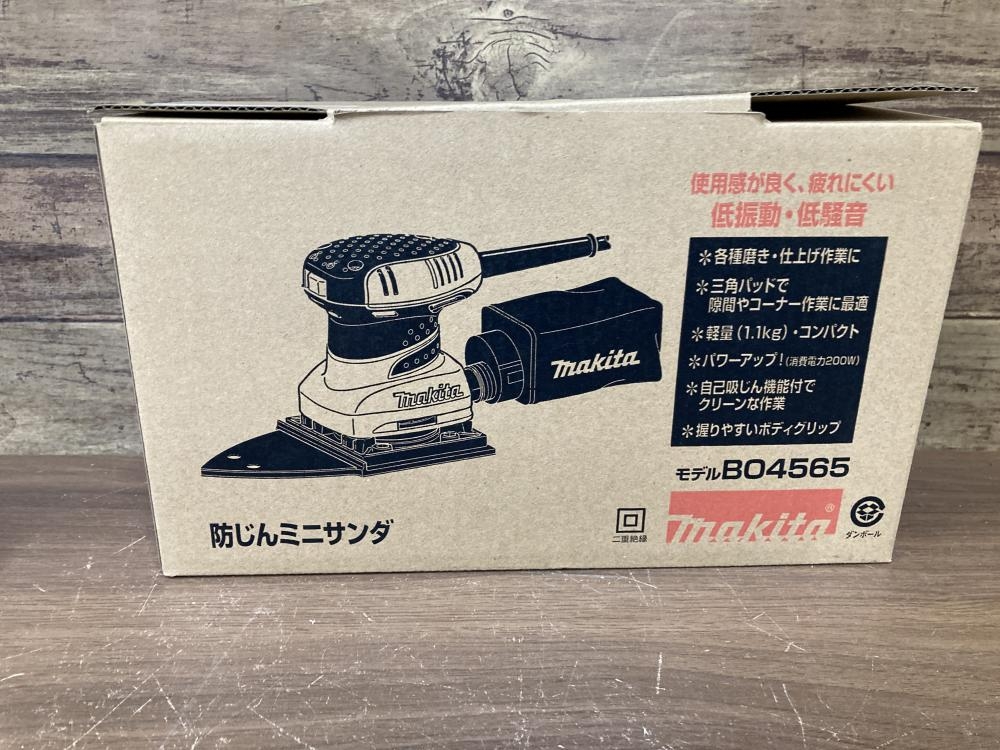 使用感が良く、疲れにくい
低振動・低騒音
＊各種磨き・仕上げ作業に
＊三角パッドで
隙間やコーナー作業に最適
＊軽量(1.1kg)・コンパクト
＊パワーアップ！(消費電力200W)
＊自己吸じん機能付で
クリーンな作業
＊握りやすいボディグリップ
makita
makita
モデルBO4565
防じんミニサンダ
二重絶縁
makita®
ダンボール